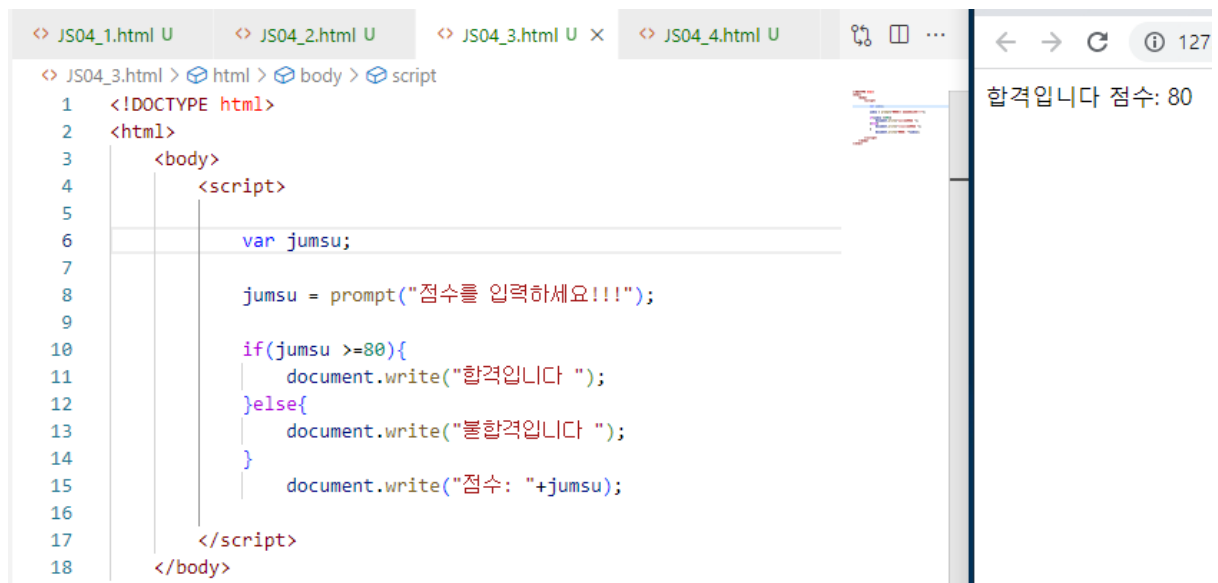 JS04_1.html U JS04_2.html U JS04_3.html U × JS04_4.html U ...
JS04_3.html > html > body > script
1 <!DOCTYPE html>
2 <html>
3 <body>
4 <script>
5
6 var jumsu;
7
8 jumsu = prompt("점수를 입력하세요!!!");
9
10 if(jumsu >=80){
11 document.write("합격입니다 ");
12 }else{
13 document.write("불합격입니다 ");
14 }
15 document.write("점수: "+jumsu);
16
17 </script>
18 </body>
127
합격입니다 점수: 80